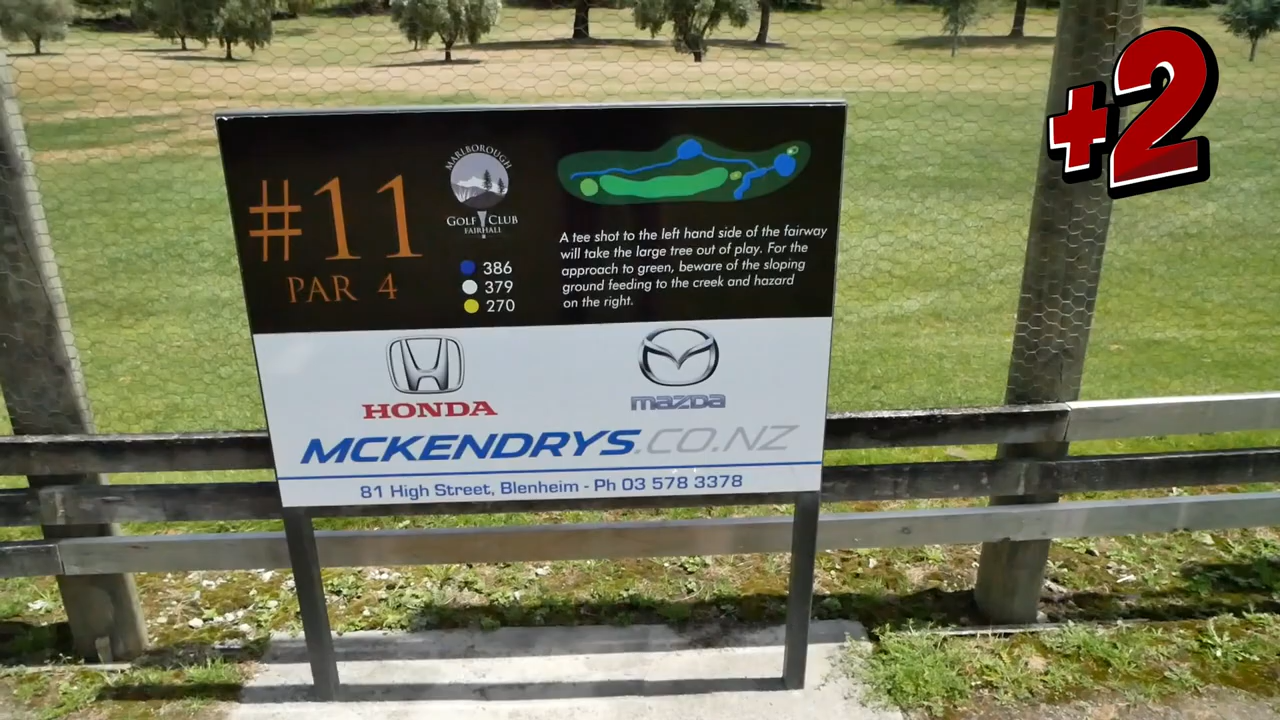 +2
#11
PAR 4
MARLBOROUGH
GOLF CLUB
FAIRHALL
386
379
270
A tee shot to the left hand side of the fairway
will take the large tree out of play. For the
approach to green, beware of the sloping
ground feeding to the creek and hazard
on the right.
HONDA
mazda
MCKENDRYS.CO.NZ
81 High Street, Blenheim - Ph 03 578 3378